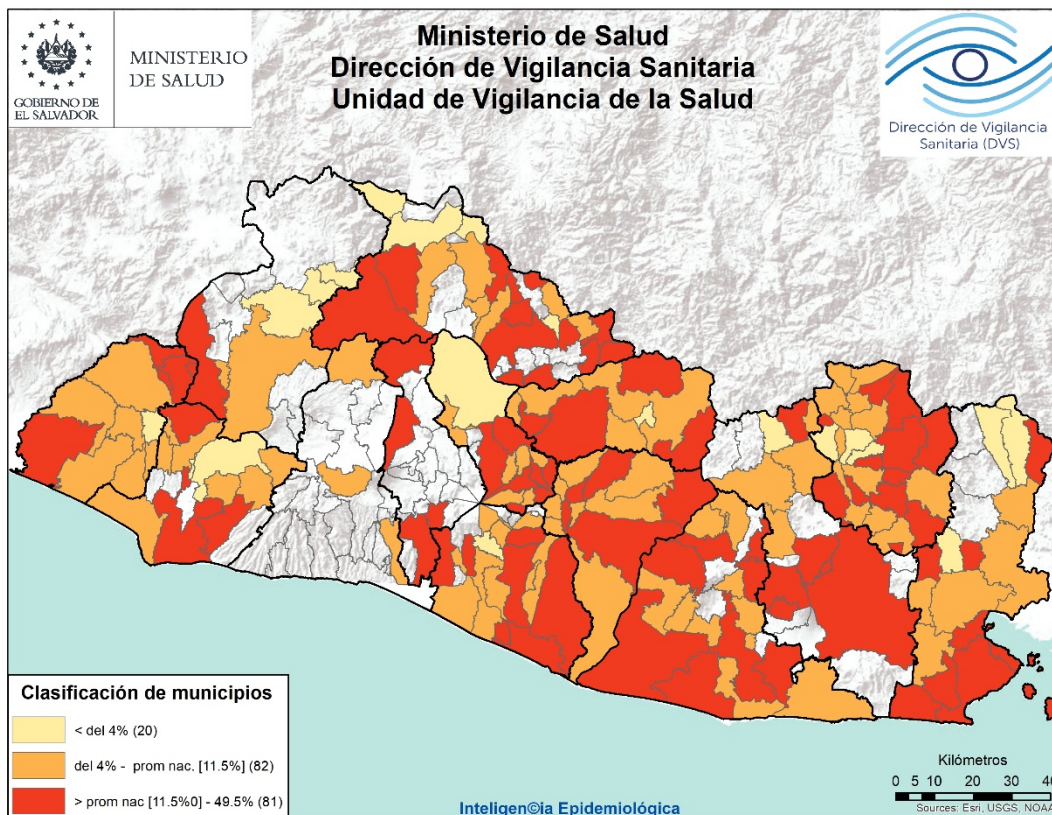 GOBIERNO DE
EL SALVADOR
MINISTERIO
DE SALUD
Ministerio de Salud
Dirección de Vigilancia Sanitaria
Unidad de Vigilancia de la Salud
Dirección de Vigilancia
Sanitaria (DVS)
Clasificación de municipios
< del 4% (20)
del 4% - prom nac. [11.5%] (82)
> prom nac [11.5%0] - 49.5% (81)
Inteligen©ia Epidemiológica
Kilómetros
0 5 10 20 30 40
Sources: Esri, USGS, NOAA